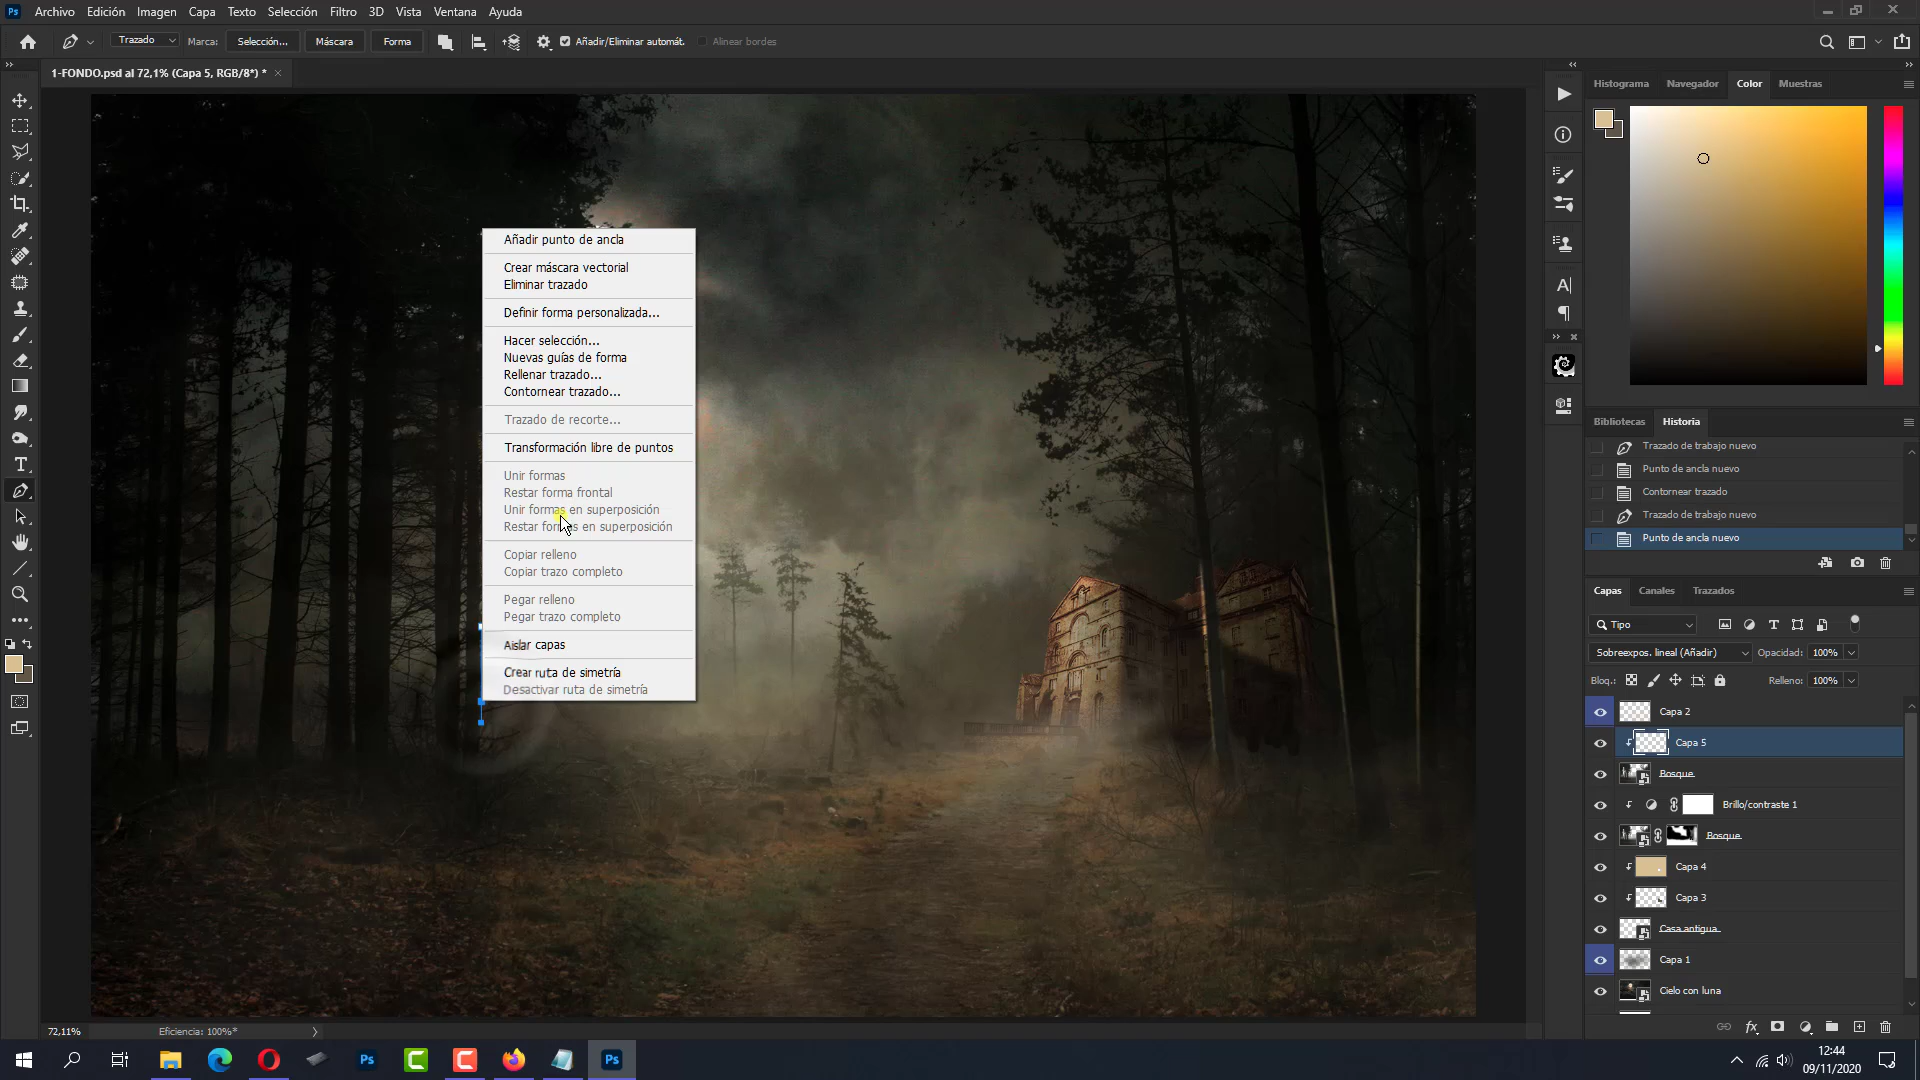 Ps Archivo Edición Imagen Capa Texto Selección Filtro 3D Vista Ventana Ayuda
Trazado Marca: Selección... Máscara Forma Añadir/Eliminar automát. Alinear bordes
1-FONDO.psd al 72,1% (Capa 5, RGB/8*) * ×
Histograma Navegador Color Muestras
Añadir punto de ancla
Crear máscara vectorial
Eliminar trazado
Definir forma personalizada...
Hacer selección...
Nuevas guías de forma
Rellenar trazado...
Contornear trazado...
Trazado de recorte...
Transformación libre de puntos
Unir formas
Restar forma frontal
Unir formas en superposición
Restar formas en superposición
Copiar relleno
Copiar trazo completo
Pegar relleno
Pegar trazo completo
Aislar capas
Crear ruta de simetría
Desactivar ruta de simetría
Bibliotecas Historia
Trazado de trabajo nuevo
Punto de ancla nuevo
Contornear trazado
Trazado de trabajo nuevo
Punto de ancla nuevo
Capas Canales Trazados
Tipo
Sobreexpos. lineal (Añadir) Opacidad: 100%
Bloq.: Relleno: 100%
Capa 2
Capa 5
Bosque
Brillo/contraste 1
Bosque
Capa 4
Capa 3
Casa antigua
Capa 1
Cielo con luna
fx
72,11% Eficiencia: 100%*
Ps C C Ps
12:44
09/11/2020